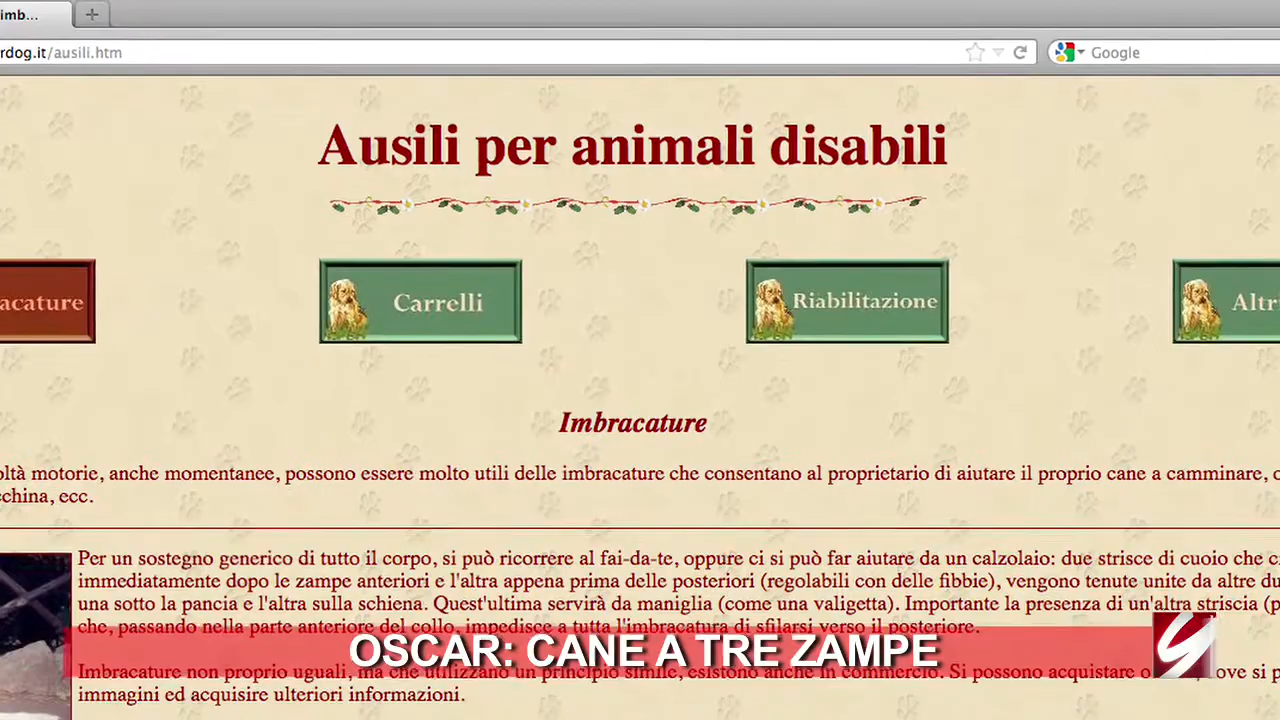 imb...
rdog.it/ausili.htm
Google
Ausili per animali disabili
acature
Carrelli
Riabilitazione
Altr
Imbracature
oltà motorie, anche momentanee, possono essere molto utili delle imbracature che consentano al proprietario di aiutare il proprio cane a camminare,
cchina, ecc.
Per un sostegno generico di tutto il corpo, si può ricorrere al fai-da-te, oppure ci si può far aiutare da un calzolaio: due strisce di cuoio che
immediatamente dopo le zampe anteriori e l'altra appena prima delle posteriori (regolabili con delle fibbie), vengono tenute unite da altre du
una sotto la pancia e l'altra sulla schiena. Quest'ultima servirà da maniglia (come una valigetta). Importante la presenza di un'altra striscia (p
che, passando nella parte anteriore del collo, impedisce a tutta l'imbracatura di sfilarsi verso il posteriore.
OSCAR: CANE A TRE ZAMPE
Imbracature non proprio uguali, ma che utilizzano un principio simile, esistono anche in commercio. Si possono acquistare o ove si p
immagini ed acquisire ulteriori informazioni.